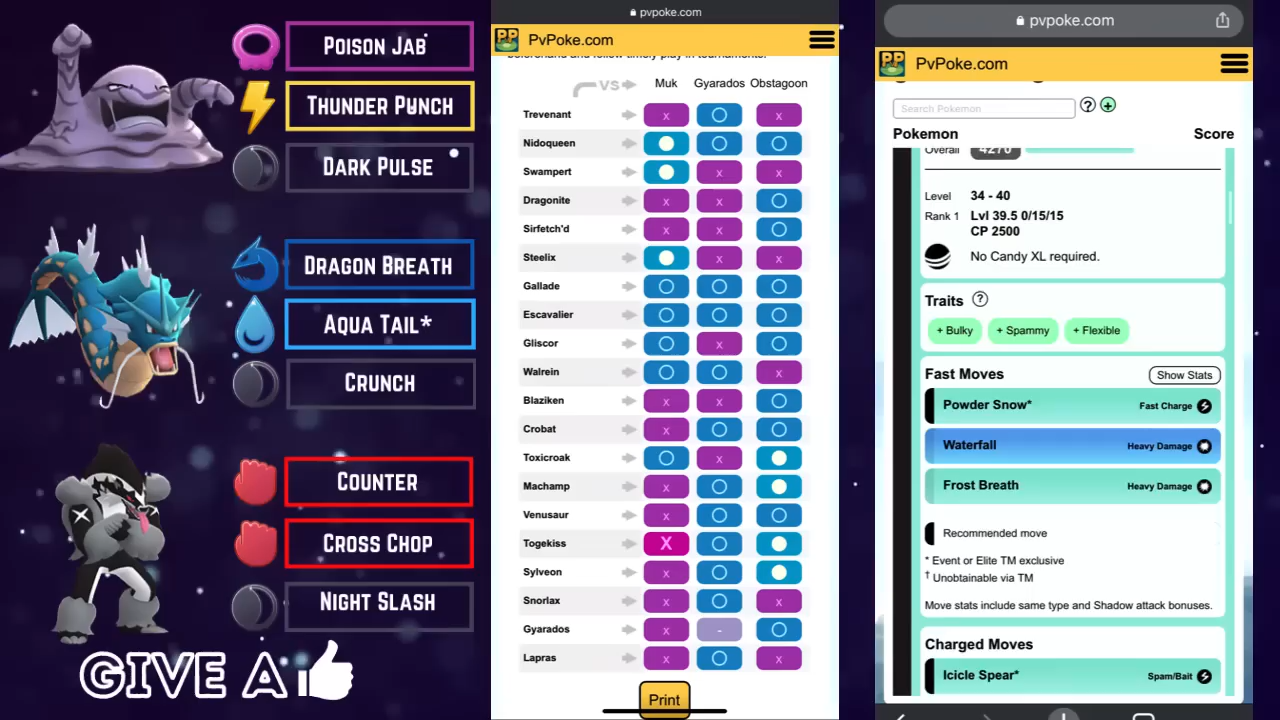 POISON JAB*
THUNDER PUNCH
DARK PULSE
DRAGON BREATH
AQUA TAIL*
CRUNCH
COUNTER
CROSS CHOP
NIGHT SLASH
GIVE A
pvpoke.com
PP PvPoke.com
VS Muk Gyarados Obstagoon
Trevenant x O x
Nidoqueen O O O
Swampert O x x
Dragonite x x O
Sirfetch'd x x O
Steelix O x x
Gallade O O O
Escavalier O O O
Gliscor O x O
Walrein O O x
Blaziken x x O
Crobat x O O
Toxicroak O x O
Machamp x O O
Venusaur x O O
Togekiss X O O
Sylveon x O O
Snorlax x O x
Gyarados x - O
Lapras x O x
Print
pvpoke.com
PP PvPoke.com
Search Pokemon ? +
Pokemon Score
Overall 4270
Level 34 - 40
Rank 1 Lvl 39.5 0/15/15
CP 2500
No Candy XL required.
Traits ?
+ Bulky + Spammy + Flexible
Fast Moves Show Stats
Powder Snow* Fast Charge
Waterfall Heavy Damage
Frost Breath Heavy Damage
Recommended move
* Event or Elite TM exclusive
† Unobtainable via TM
Move stats include same type and Shadow attack bonuses.
Charged Moves
Icicle Spear* Spam/Bait